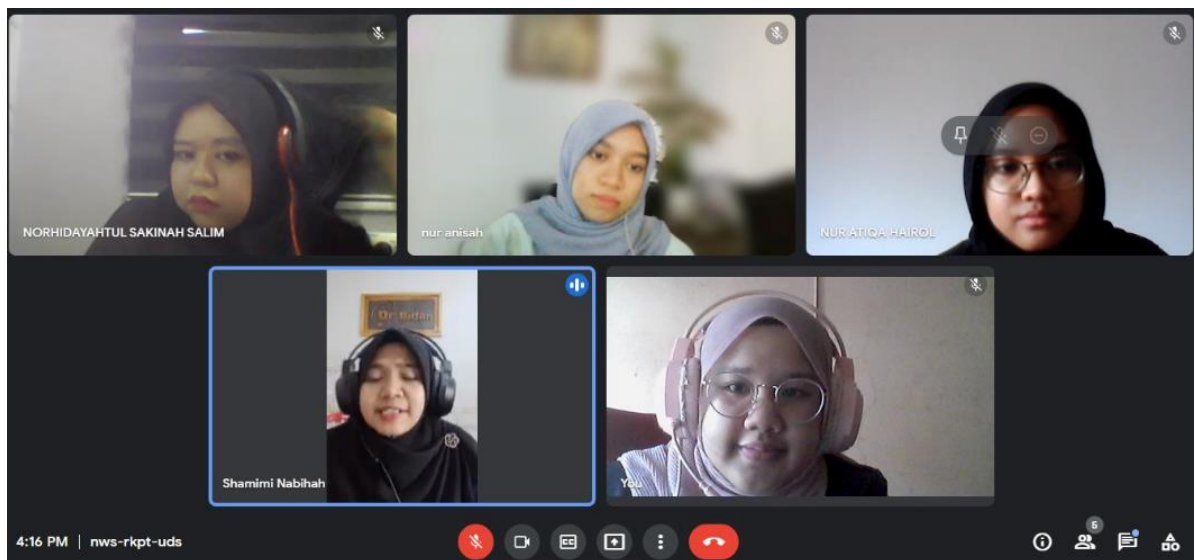 NORHIDAYAHTUL SAKINAH SALIM
nur anisah
NUR ATIQA HAIROL
Dr. Bidan
Shamimi Nabihah
You
4:16 PM | nws-rkpt-uds
5